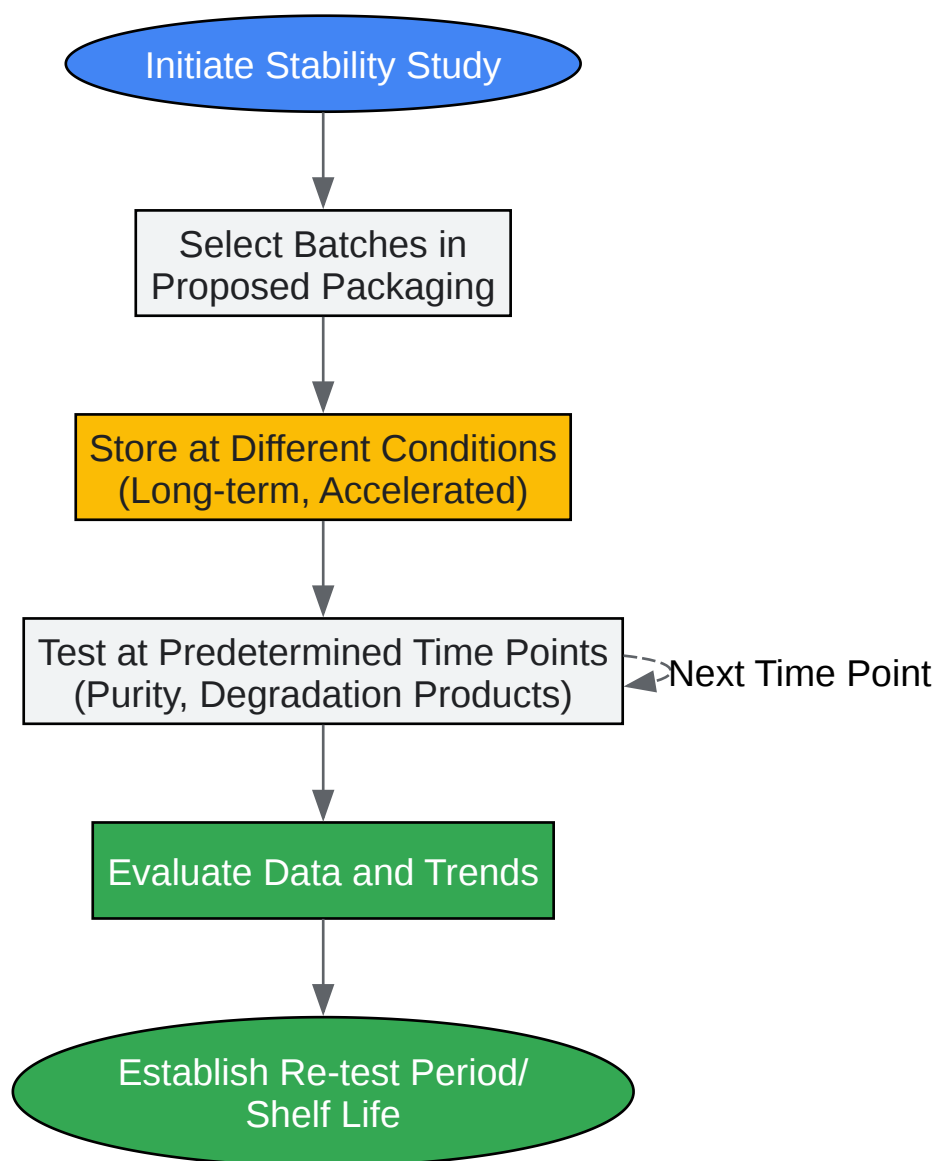 Initiate Stability Study
Select Batches in
Proposed Packaging
Store at Different Conditions
(Long-term, Accelerated)
Test at Predetermined Time Points
(Purity, Degradation Products)
Next Time Point
Evaluate Data and Trends
Establish Re-test Period/
Shelf Life